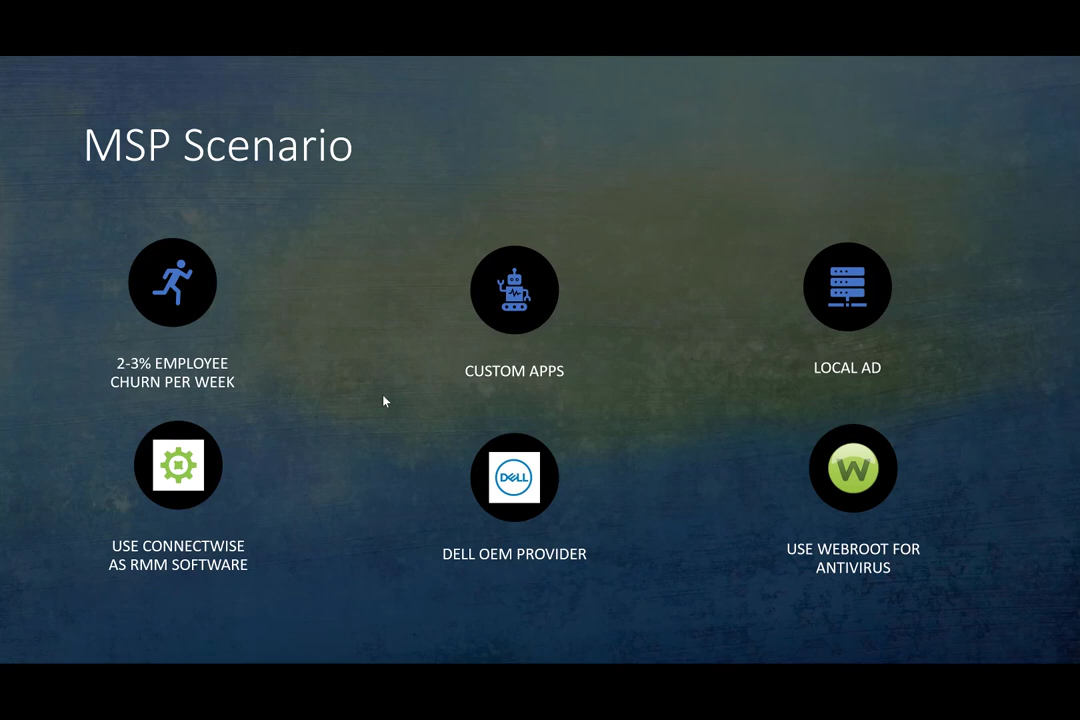 MSP Scenario
2-3% EMPLOYEE
CHURN PER WEEK
CUSTOM APPS
LOCAL AD
DELL
W
USE CONNECTWISE
AS RMM SOFTWARE
DELL OEM PROVIDER
USE WEBROOT FOR
ANTIVIRUS